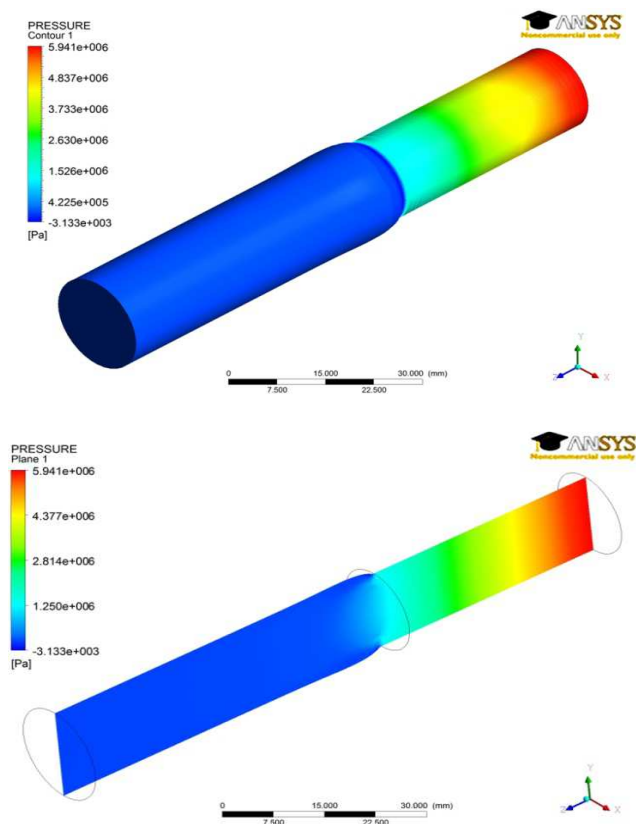 PRESSURE
Contour 1
5.941e+006
4.837e+006
3.733e+006
2.630e+006
1.526e+006
4.225e+005
-3.133e+003
[Pa]
ANSYS
Noncommercial use only
0 15.000 30.000 (mm)
7.500 22.500
Y
Z X
PRESSURE
Plane 1
5.941e+006
4.377e+006
2.814e+006
1.250e+006
-3.133e+003
[Pa]
ANSYS
Noncommercial use only
0 15.000 30.000 (mm)
7.500 22.500
Y
Z X